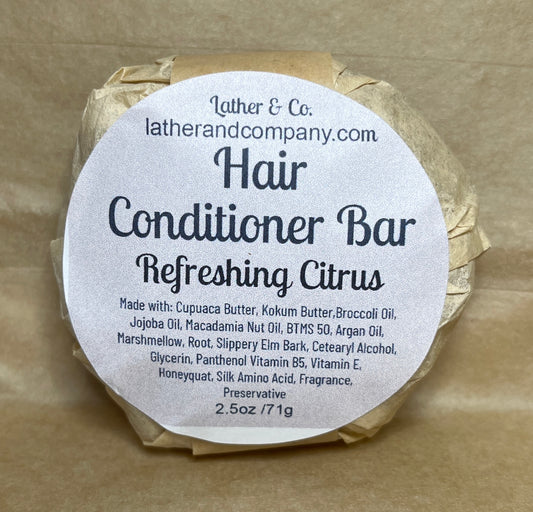 Lather & Co.
latherandcompany.com
Hair
Conditioner Bar
Refreshing Citrus
Made with: Cupuaca Butter, Kokum Butter,Broccoli Oil,
Jojoba Oil, Macadamia Nut Oil, BTMS 50, Argan Oil,
Marshmellow, Root, Slippery Elm Bark, Cetearyl Alcohol,
Glycerin, Panthenol Vitamin B5, Vitamin E,
Honeyquat, Silk Amino Acid, Fragrance,
Preservative
2.5oz /71g